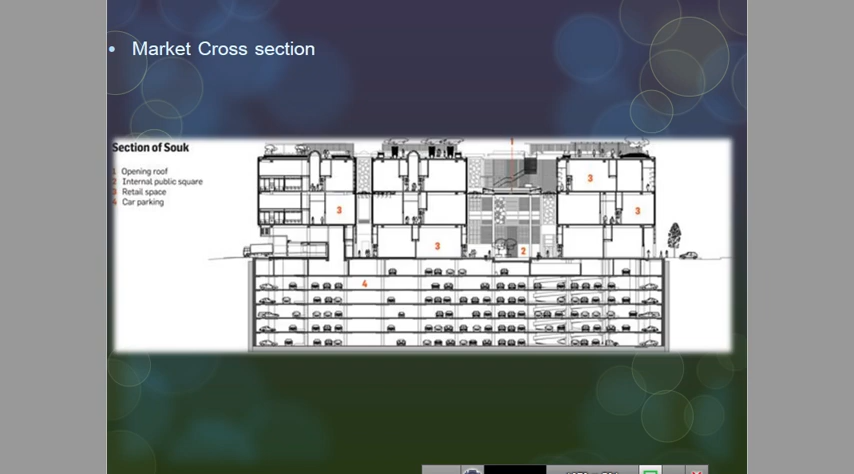 • Market Cross section
Section of Souk
1 Opening roof
2 Internal public square
3 Retail space
4 Car parking
1
3
3
3
3
2
4